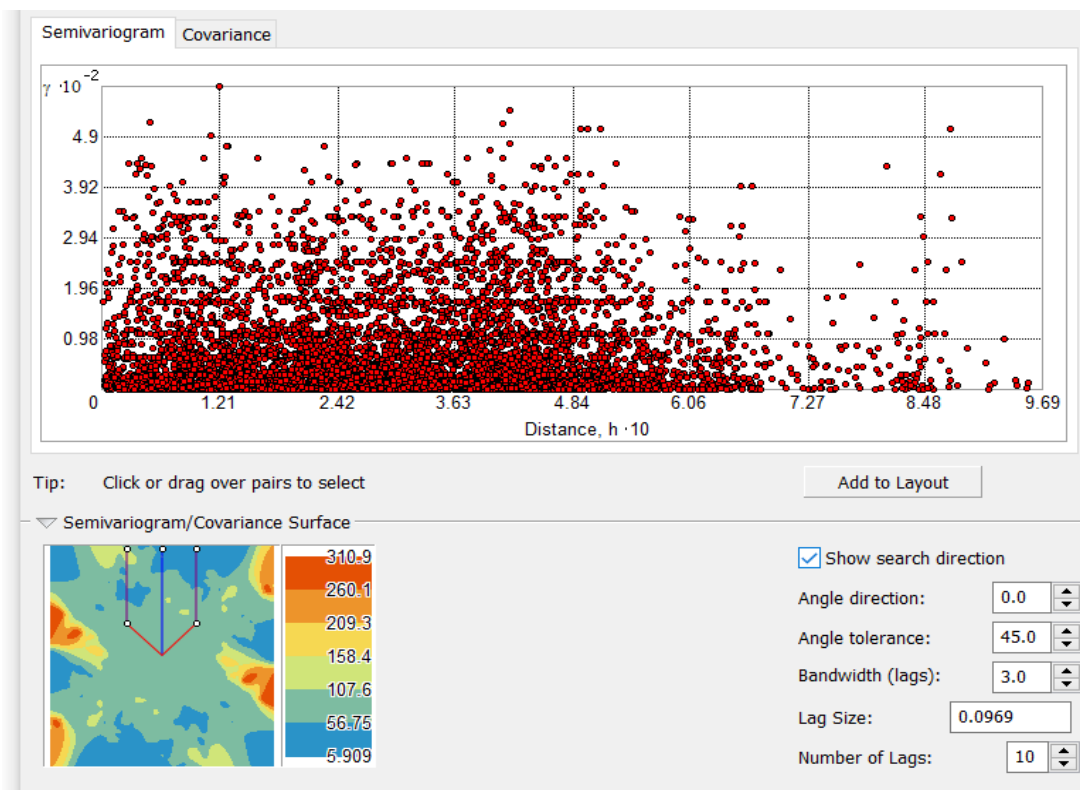 Semivariogram Covariance
γ ·10 -2
4.9
3.92
2.94
1.96
0.98
0 1.21 2.42 3.63 4.84 6.06 7.27 8.48 9.69
Distance, h ·10
Tip: Click or drag over pairs to select Add to Layout
Semivariogram/Covariance Surface
310.9
260.1
209.3
158.4
107.6
56.75
5.909
Show search direction
Angle direction: 0.0
Angle tolerance: 45.0
Bandwidth (lags): 3.0
Lag Size: 0.0969
Number of Lags: 10